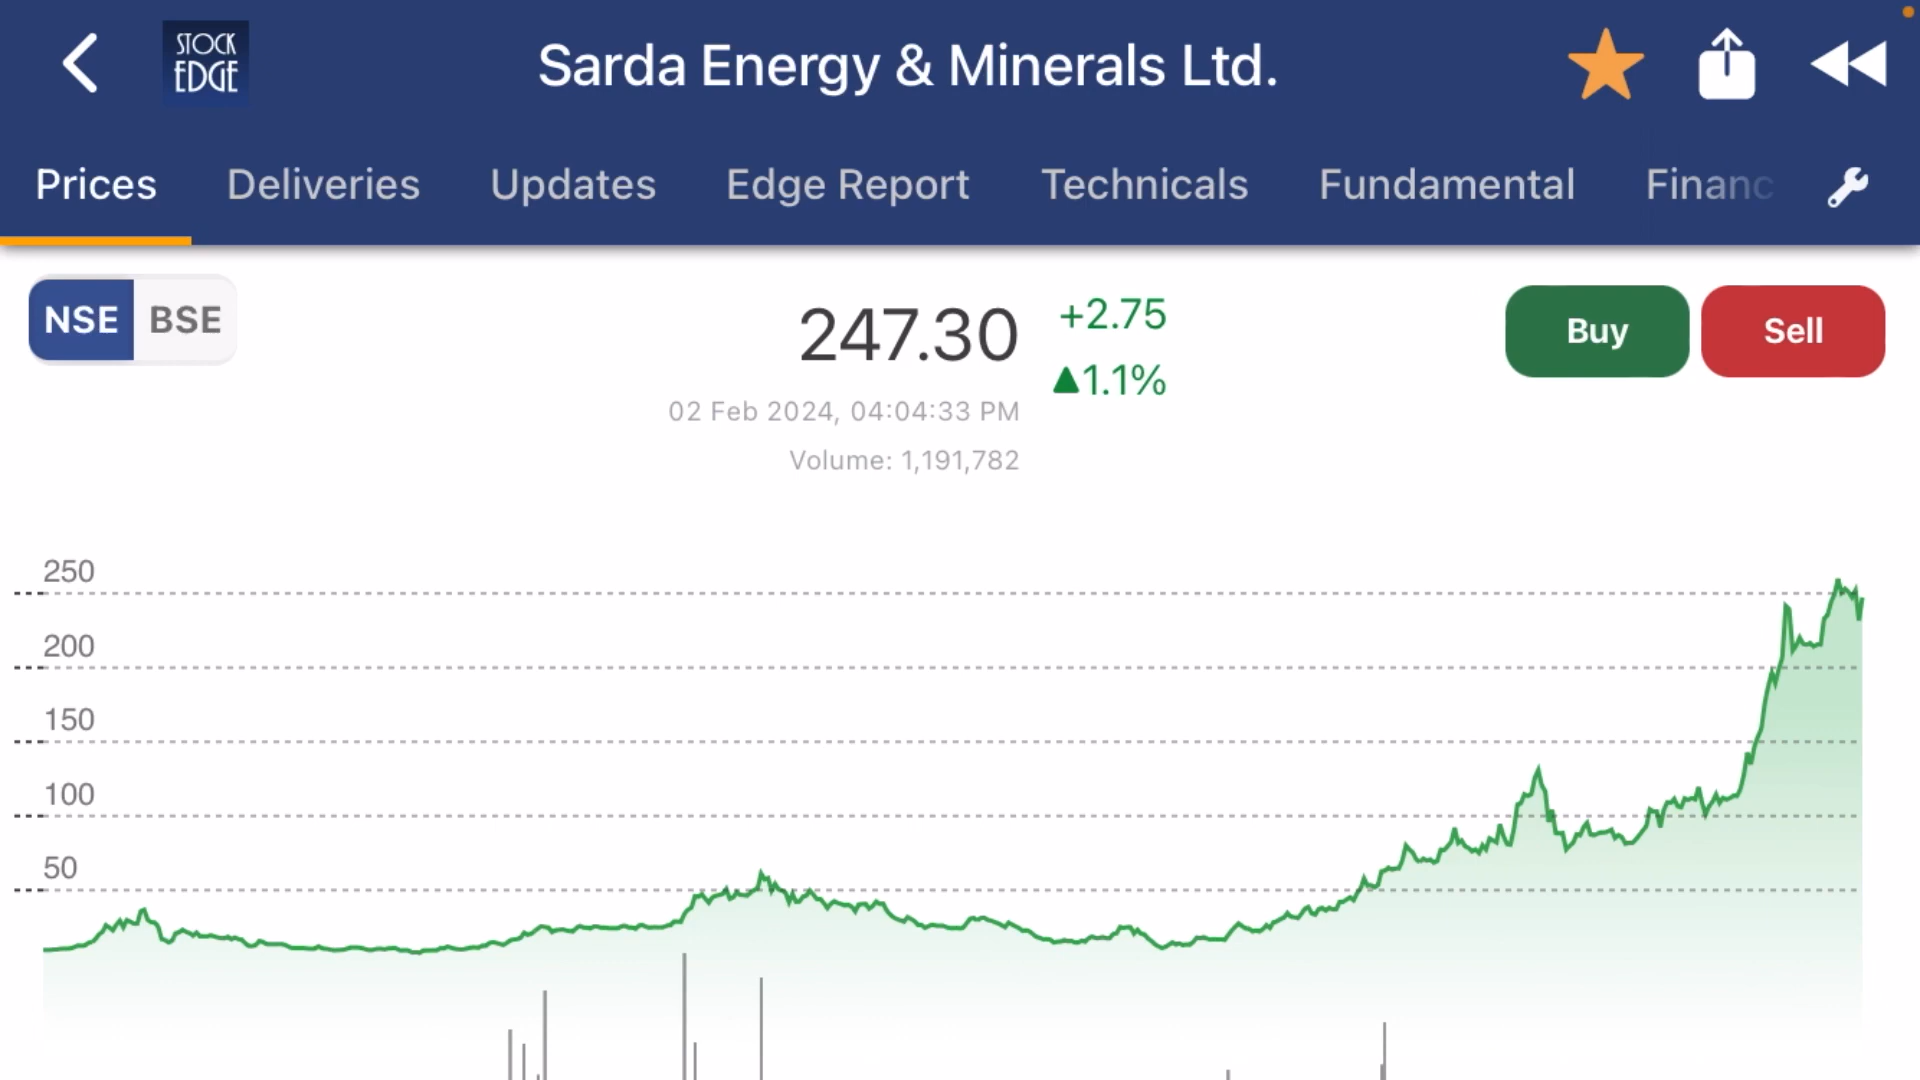 STOCK
EDGE
Sarda Energy & Minerals Ltd.
Prices Deliveries Updates Edge Report Technicals Fundamental Financ
NSE BSE
247.30 +2.75
▲1.1%
02 Feb 2024, 04:04:33 PM
Volume: 1,191,782
Buy Sell
250
200
150
100
50